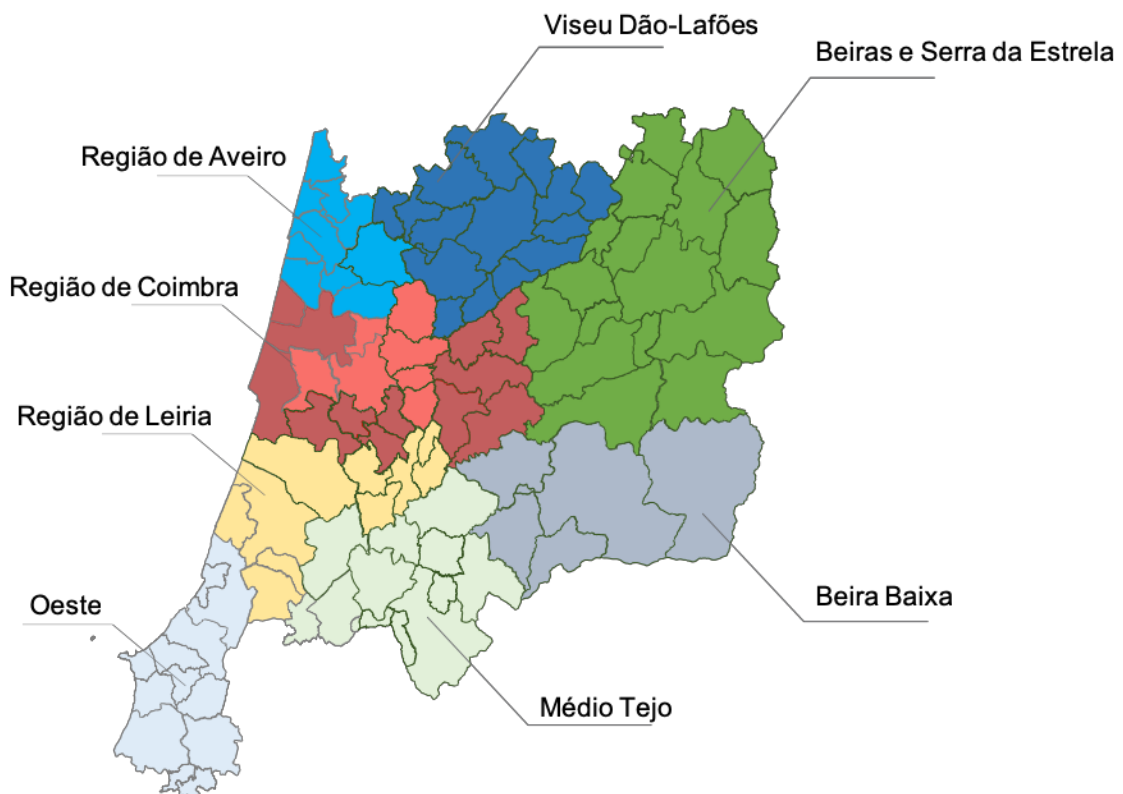 Viseu Dão-Lafões
Beiras e Serra da Estrela
Região de Aveiro
Região de Coimbra
Região de Leiria
Oeste
Beira Baixa
Médio Tejo